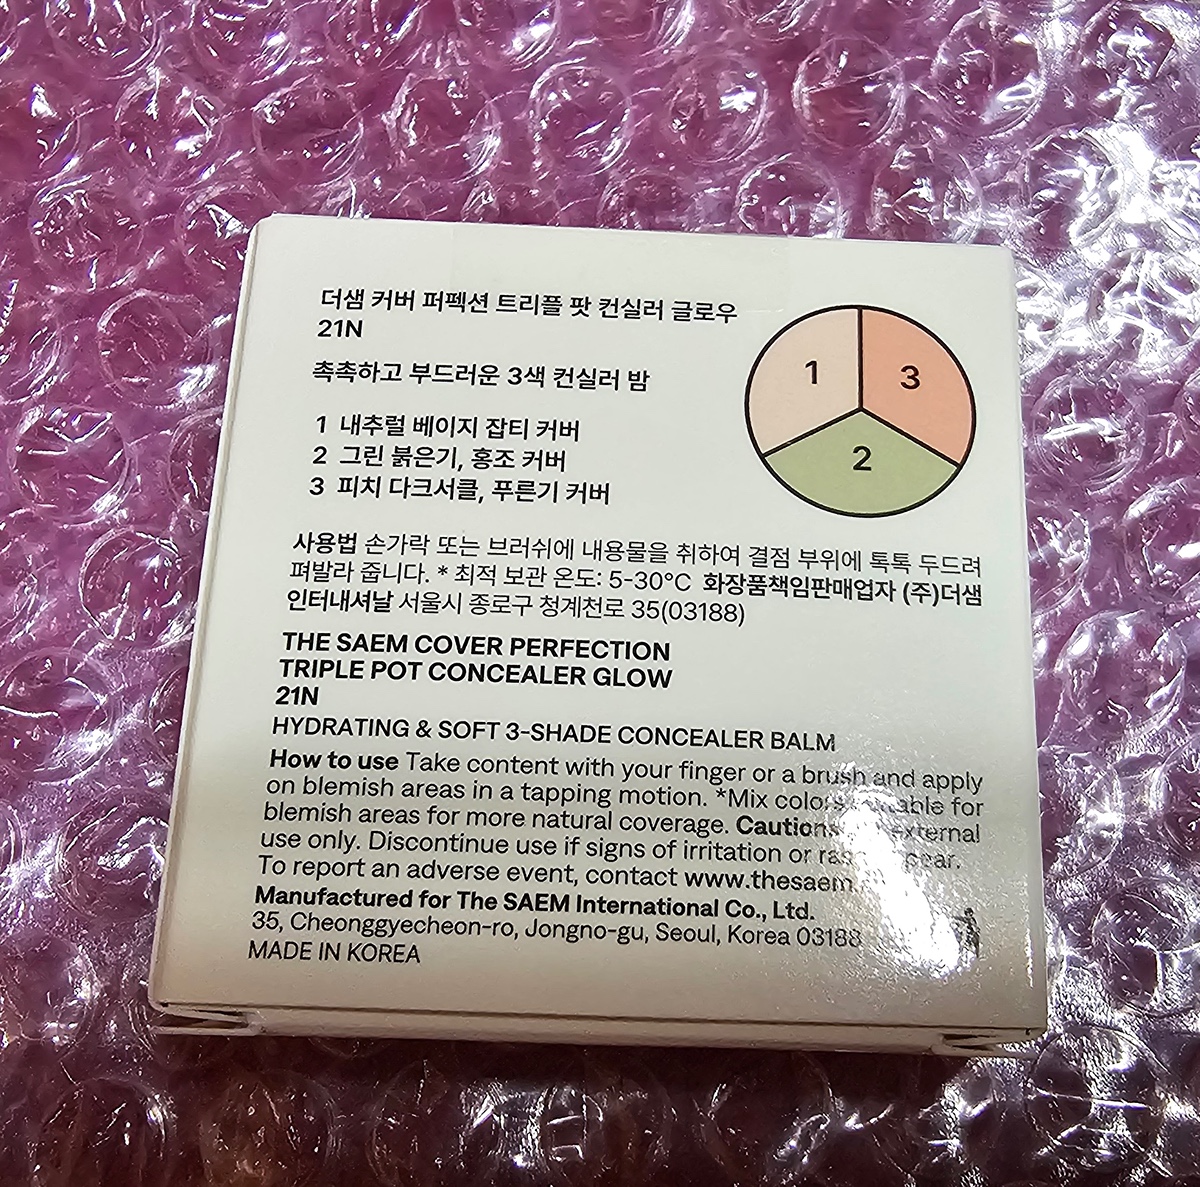 더샘 커버 퍼펙션 트리플 팟 컨실러 글로우
21N
촉촉하고 부드러운 3색 컨실러 밤
1 내추럴 베이지 잡티 커버
2 그린 붉은기, 홍조 커버
3 피치 다크서클, 푸른기 커버
1
3
2
사용법 손가락 또는 브러쉬에 내용물을 취하여 결점 부위에 톡톡 두드려
펴발라 줍니다. * 최적 보관 온도: 5-30°C 화장품책임판매업자 (주)더샘
인터내셔날 서울시 종로구 청계천로 35(03188)
THE SAEM COVER PERFECTION
TRIPLE POT CONCEALER GLOW
21N
HYDRATING & SOFT 3-SHADE CONCEALER BALM
How to use Take content with your finger or a brush and apply
on blemish areas in a tapping motion. *Mix colors for
blemish areas for more natural coverage. Cautions external
use only. Discontinue use if signs of irritation or
To report an adverse event, contact www.thesaem.
Manufactured for The SAEM International Co., Ltd.
35, Cheonggyecheon-ro, Jongno-gu, Seoul, Korea 03188
MADE IN KOREA